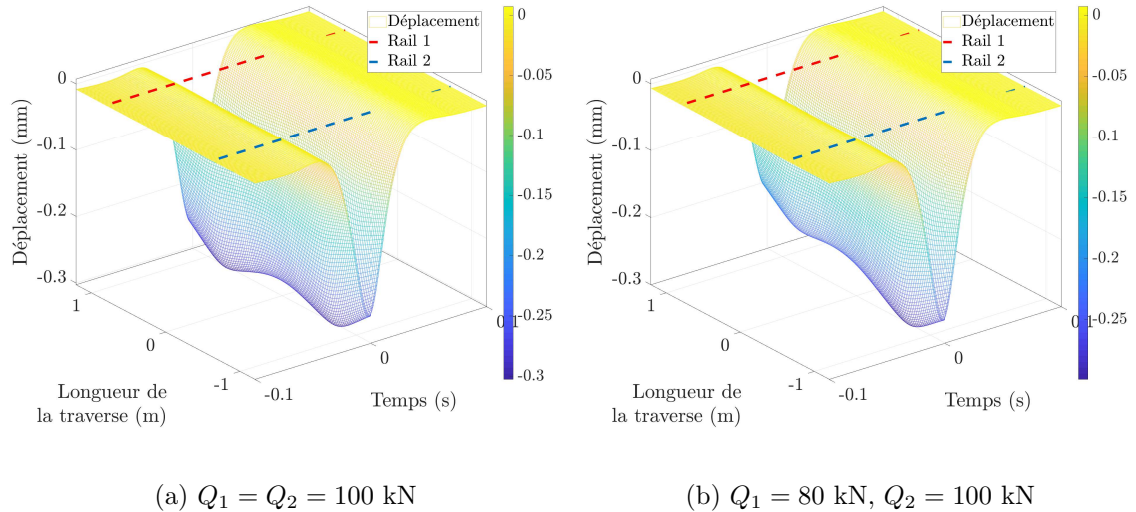 Déplacement
Rail 1
Rail 2
0
-0.1
-0.2
-0.3
Déplacement (mm)
1
0
-1
Longueur de
la traverse (m)
-0.1
0
0.1
Temps (s)
0
-0.05
-0.1
-0.15
-0.2
-0.25
-0.3
(a) Q1 = Q2 = 100 kN
Déplacement
Rail 1
Rail 2
0
-0.1
-0.2
-0.3
Déplacement (mm)
1
0
-1
Longueur de
la traverse (m)
-0.1
0
0.1
Temps (s)
0
-0.05
-0.1
-0.15
-0.2
-0.25
(b) Q1 = 80 kN, Q2 = 100 kN